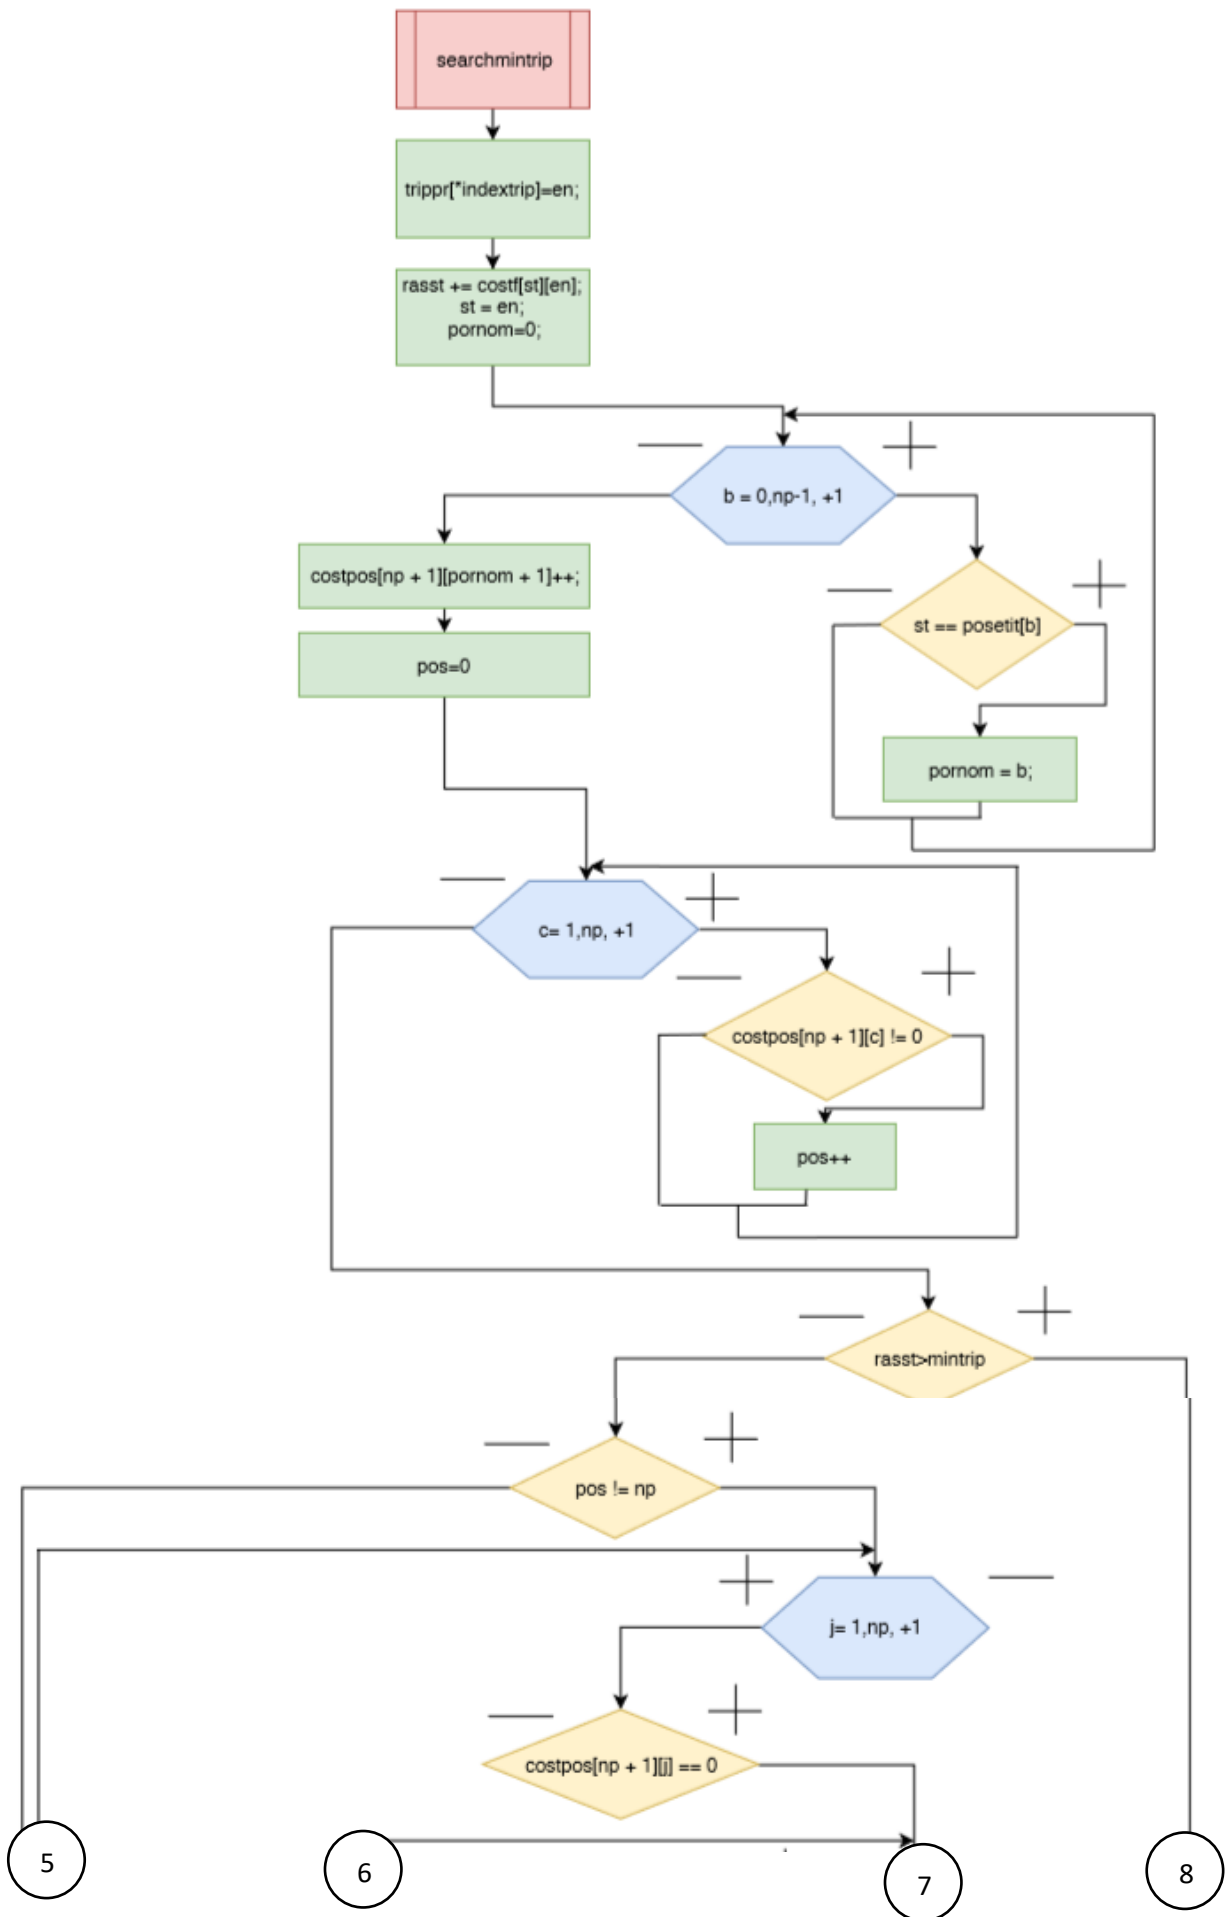 searchmintrip
trippr[*indextrip]=en;
rasst += costf[st][en];
st = en;
pornom=0;
b = 0,np-1, +1
costpos[np + 1][pornom + 1]++;
st == posetit[b]
pos=0
pornom = b;
c= 1,np, +1
costpos[np + 1][c] != 0
pos++
rasst>mintrip
pos != np
j= 1,np, +1
costpos[np + 1][j] == 0
5
6
7
8